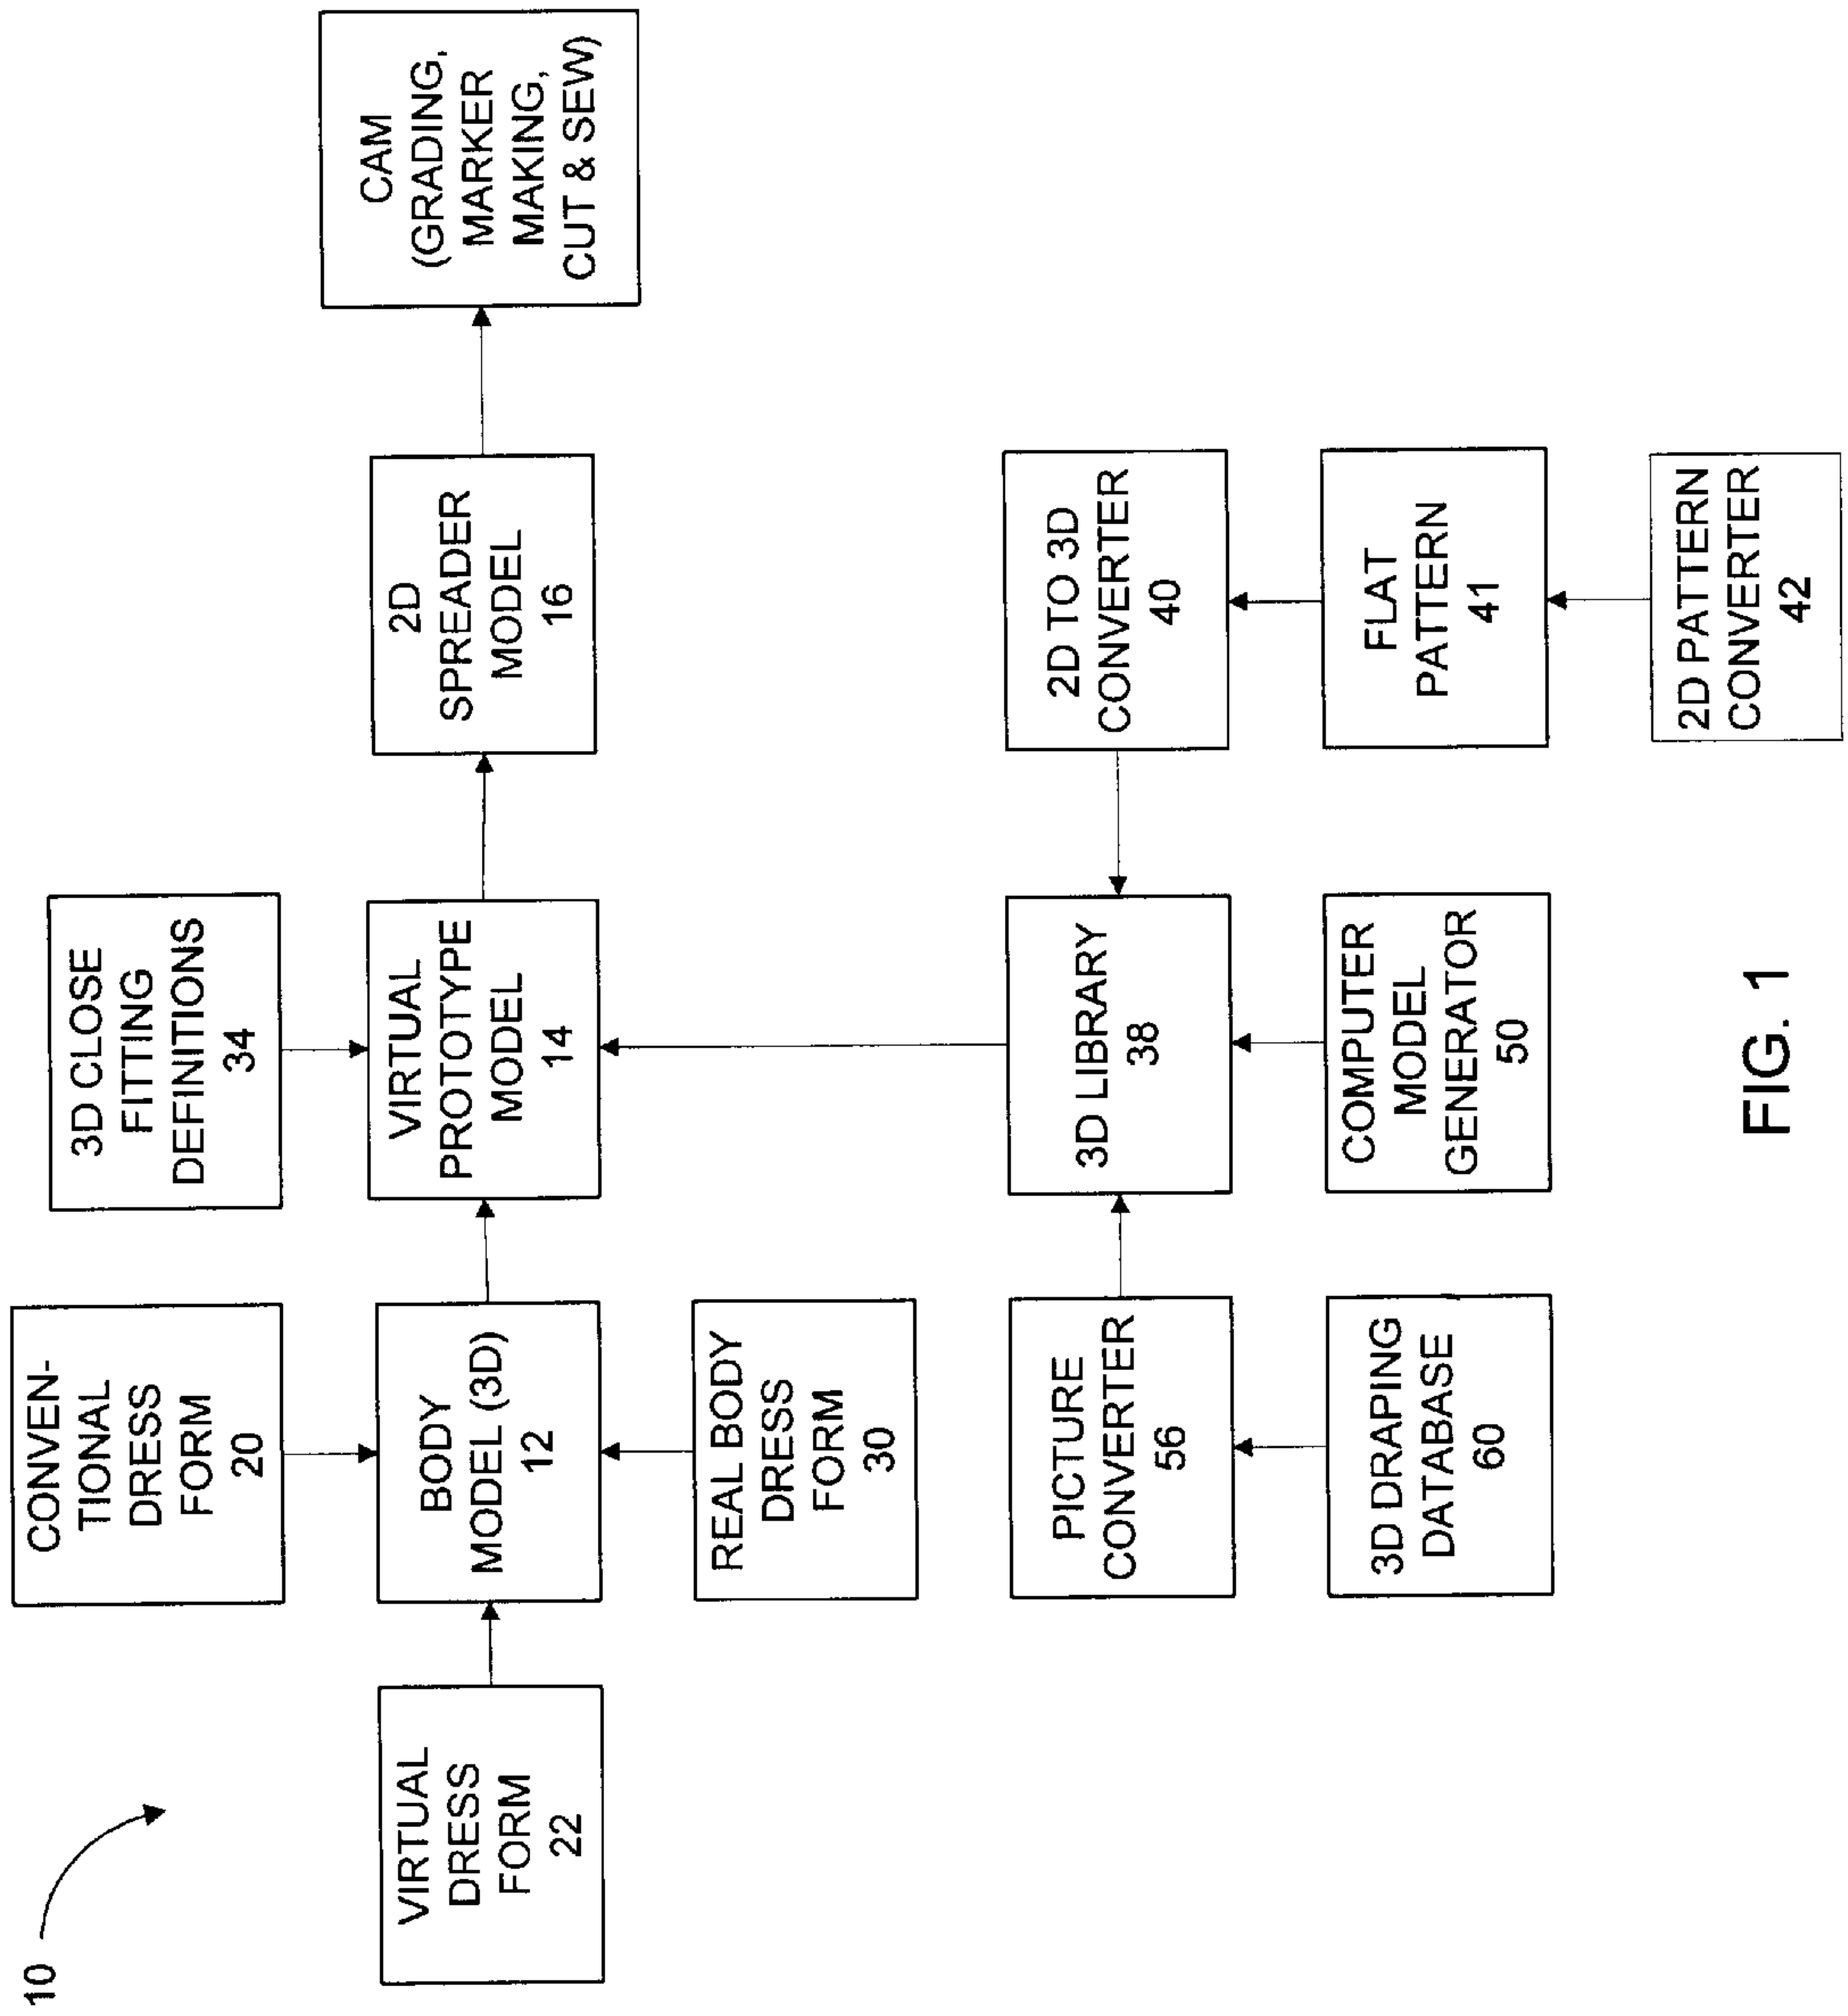 10
CONVEN-
TIONAL
DRESS
FORM
20
3D CLOSE
FITTING
DEFINITIONS
34
VIRTUAL
DRESS
FORM
22
BODY
MODEL (3D)
12
VIRTUAL
PROTOTYPE
MODEL
14
2D
SPREADER
MODEL
16
CAM
(GRADING,
MARKER
MAKING,
CUT & SEW)
REAL BODY
DRESS
FORM
30
PICTURE
CONVERTER
56
3D LIBRARY
38
2D TO 3D
CONVERTER
40
3D DRAPING
DATABASE
60
COMPUTER
MODEL
GENERATOR
50
FLAT
PATTERN
41
2D PATTERN
CONVERTER
42
FIG. 1